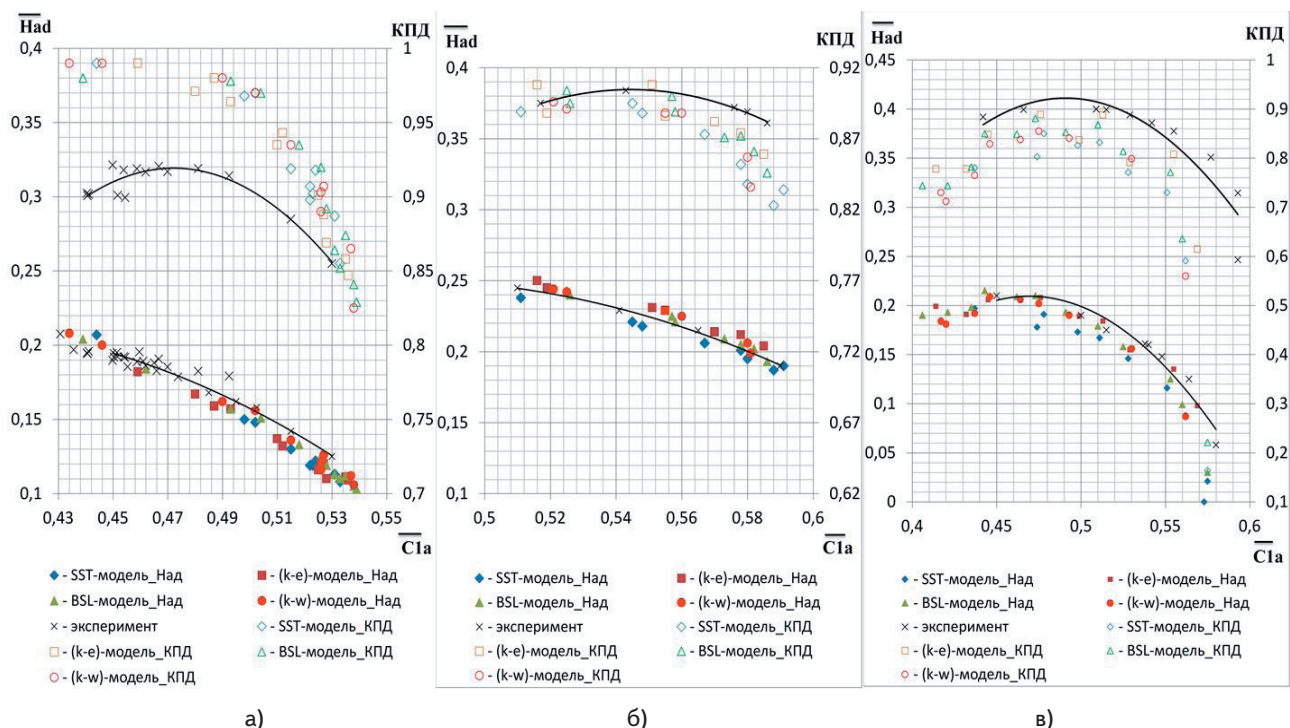 Had
КПД
0,4
0,35
0,3
0,25
0,2
0,15
0,1
1
0,95
0,9
0,85
0,8
0,75
0,7
0,43
0,45
0,47
0,49
0,51
0,53
0,55
C1a
- SST-модель_Над
- (k-e)-модель_Над
- BSL-модель_Над
- (k-w)-модель_Над
- эксперимент
- SST-модель_КПД
- (k-e)-модель_КПД
- BSL-модель_КПД
- (k-w)-модель_КПД
а)
Had
КПД
0,4
0,35
0,3
0,25
0,2
0,15
0,1
0,92
0,87
0,82
0,77
0,72
0,67
0,62
0,5
0,52
0,54
0,56
0,58
0,6
C1a
- SST-модель_Над
- (k-e)-модель_Над
- BSL-модель_Над
- (k-w)-модель_Над
- эксперимент
- SST-модель_КПД
- (k-e)-модель_КПД
- BSL-модель_КПД
- (k-w)-модель_КПД
б)
Had
КПД
0,45
0,4
0,35
0,3
0,25
0,2
0,15
0,1
0,05
0
1
0,9
0,8
0,7
0,6
0,5
0,4
0,3
0,2
0,1
0,4
0,45
0,5
0,55
0,6
C1a
- SST-модель_Над
- (k-e)-модель_Над
- BSL-модель_Над
- (k-w)-модель_Над
- эксперимент
- SST-модель_КПД
- (k-e)-модель_КПД
- BSL-модель_КПД
- (k-w)-модель_КПД
в)